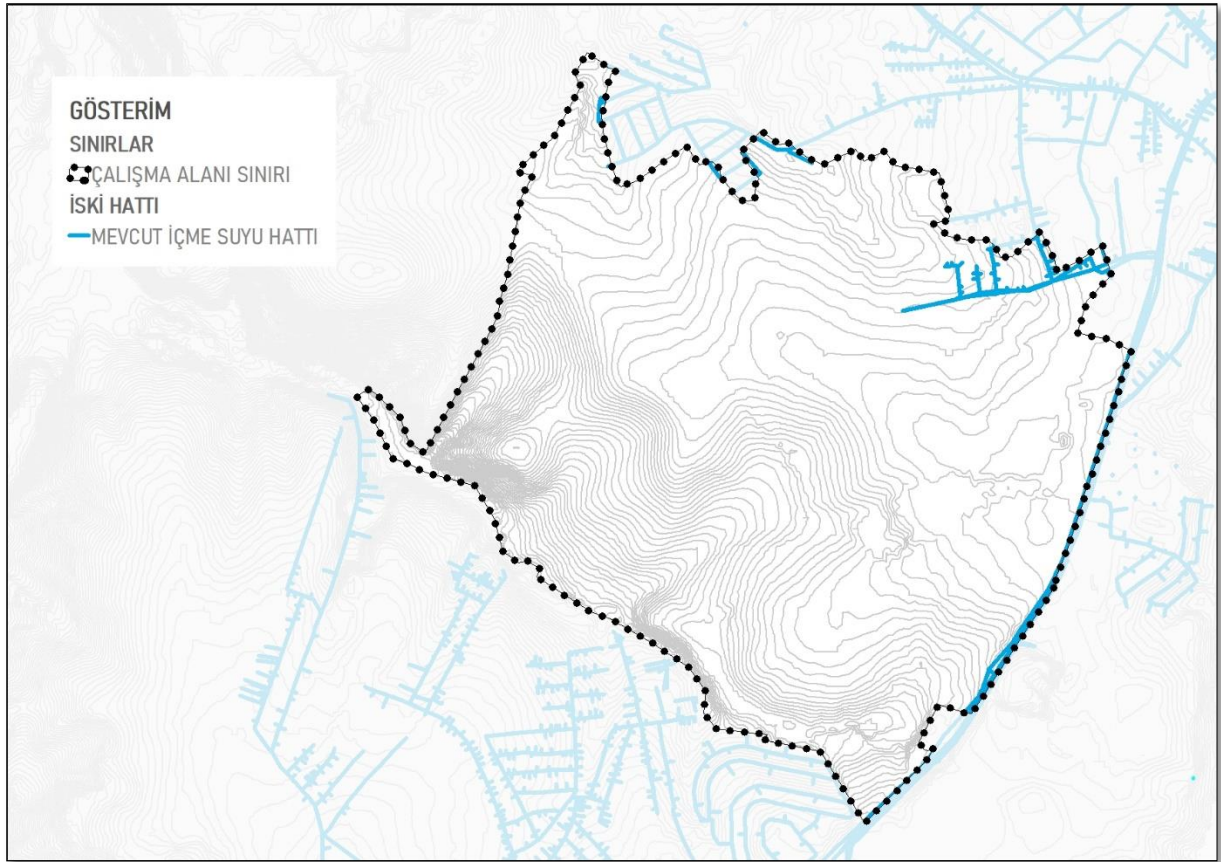 GÖSTERİM
SINIRLAR
ÇALIŞMA ALANI SINIRI
İSKİ HATTI
MEVCUT İÇME SUYU HATTI